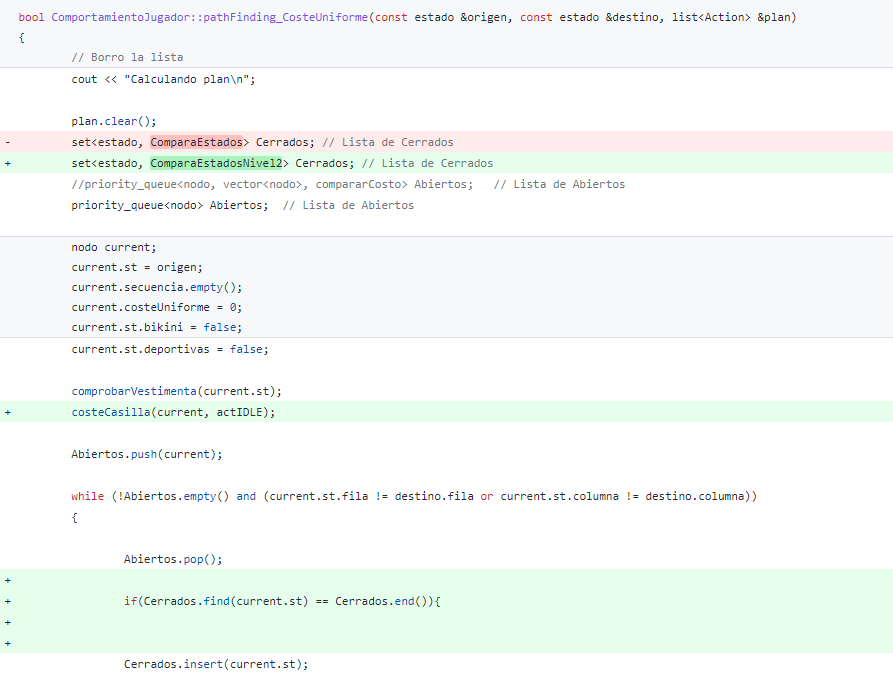 bool ComportamientoJugador::pathFinding_CosteUniforme(const estado &origen, const estado &destino, list<Action> &plan)
{
// Borro la lista
cout << "Calculando plan\n";
plan.clear();
- set<estado, ComparaEstados> Cerrados; // Lista de Cerrados
+ set<estado, ComparaEstadosNivel2> Cerrados; // Lista de Cerrados
//priority_queue<nodo, vector<nodo>, compararCosto> Abiertos; // Lista de Abiertos
priority_queue<nodo> Abiertos; // Lista de Abiertos
nodo current;
current.st = origen;
current.secuencia.empty();
current.costeUniforme = 0;
current.st.bikini = false;
current.st.deportivas = false;
comprobarVestimenta(current.st);
+ costeCasilla(current, actIDLE);
Abiertos.push(current);
while (!Abiertos.empty() and (current.st.fila != destino.fila or current.st.columna != destino.columna))
{
Abiertos.pop();
+
+ if(Cerrados.find(current.st) == Cerrados.end()){
+
+
Cerrados.insert(current.st);